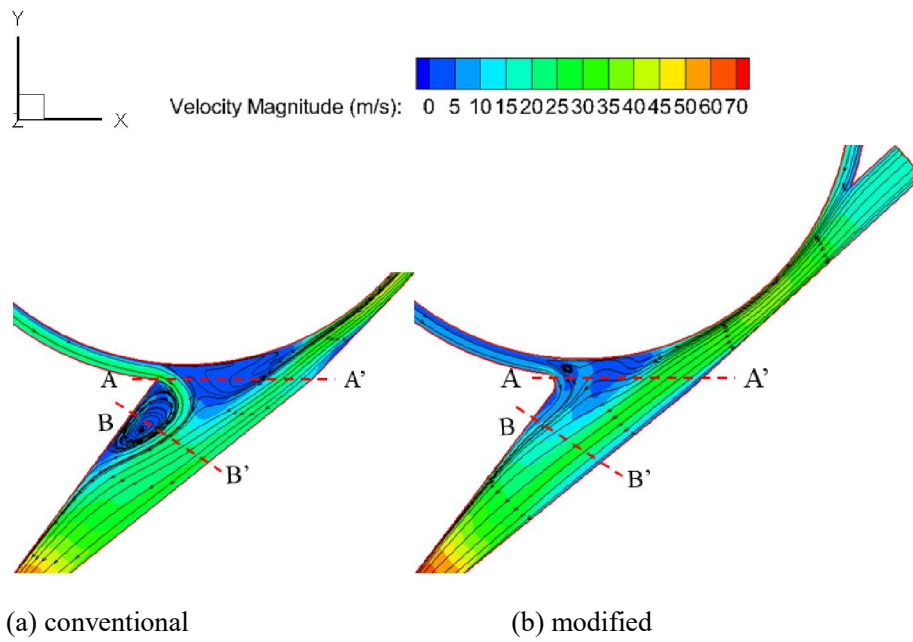 Y
Z X
Velocity Magnitude (m/s): 0 5 10 15 20 25 30 35 40 45 50 60 70
A A’ A A’
B B
B’ B’
(a) conventional (b) modified